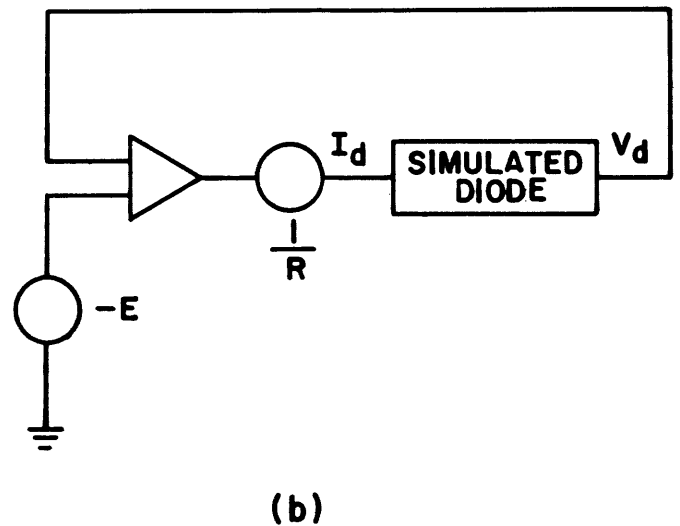 I_d
SIMULATED
DIODE
V_d
1
R
-E
(b)